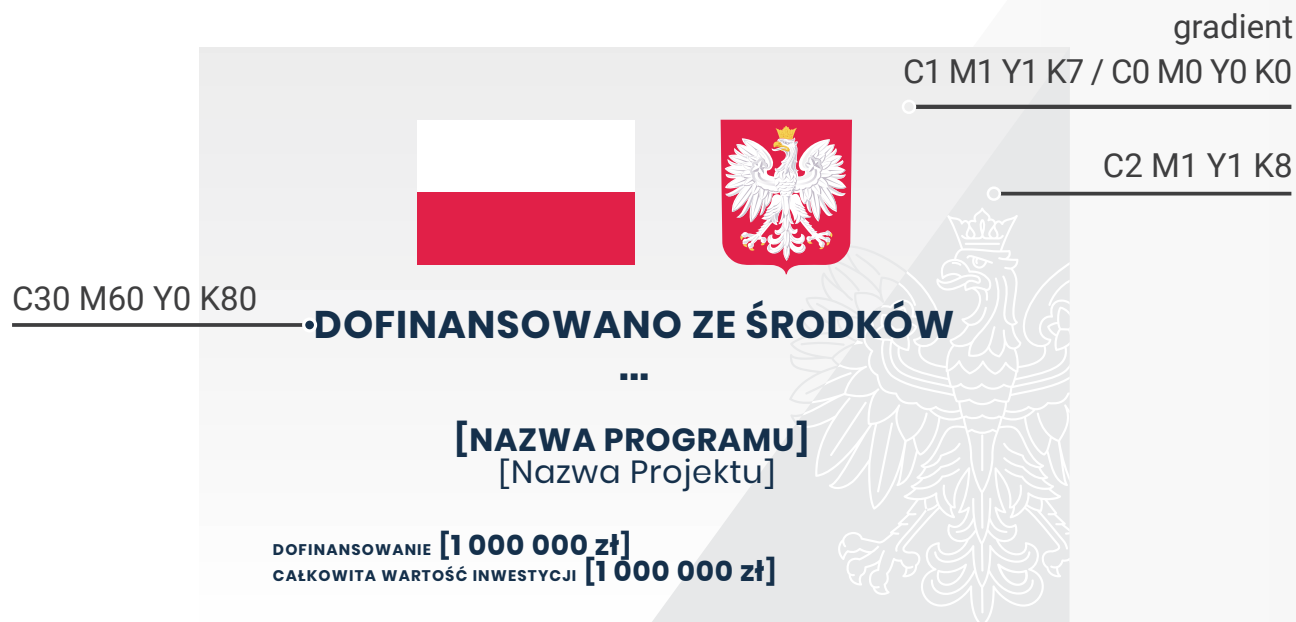 gradient
C1 M1 Y1 K7 / C0 M0 Y0 K0
C2 M1 Y1 K8
C30 M60 Y0 K80
DOFINANSOWANO ZE ŚRODKÓW
...
[NAZWA PROGRAMU]
[Nazwa Projektu]
DOFINANSOWANIE [1 000 000 zł]
CAŁKOWITA WARTOŚĆ INWESTYCJI [1 000 000 zł]